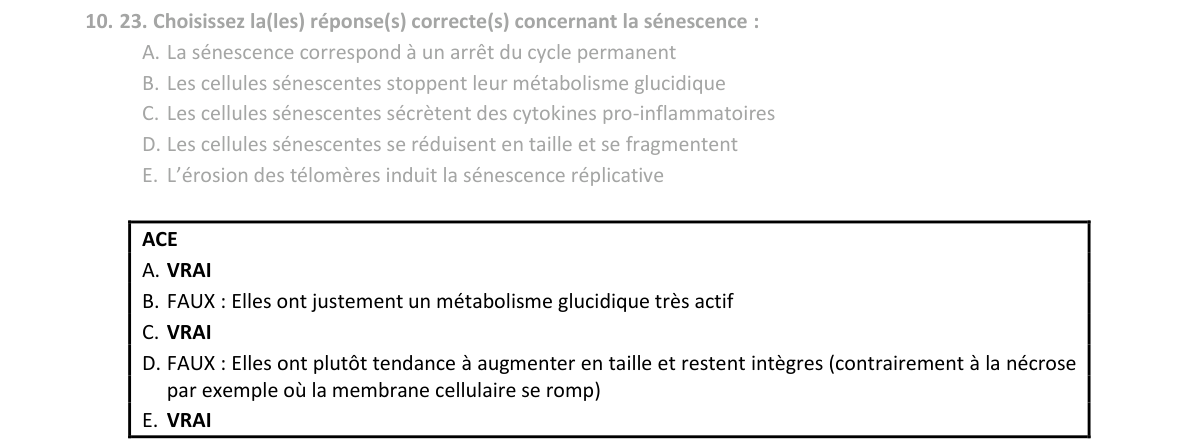 10. 23. Choisissez la(les) réponse(s) correcte(s) concernant la sénescence :
A. La sénescence correspond à un arrêt du cycle permanent
B. Les cellules sénescentes stoppent leur métabolisme glucidique
C. Les cellules sénescentes sécrètent des cytokines pro-inflammatoires
D. Les cellules sénescentes se réduisent en taille et se fragmentent
E. L’érosion des télomères induit la sénescence réplicative
ACE
A. VRAI
B. FAUX : Elles ont justement un métabolisme glucidique très actif
C. VRAI
D. FAUX : Elles ont plutôt tendance à augmenter en taille et restent intègres (contrairement à la nécrose
par exemple où la membrane cellulaire se romp)
E. VRAI